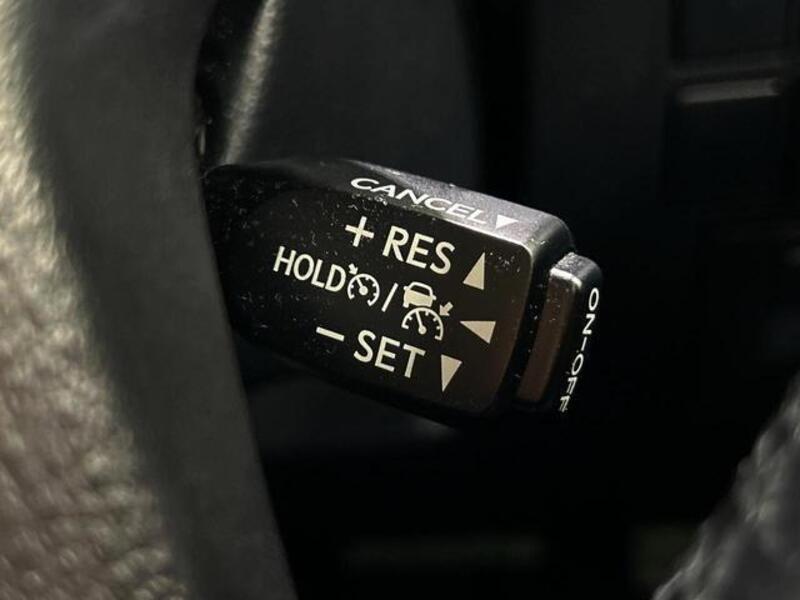 CANCEL▼
+ RES ▲
HOLD / ◀
− SET ▼
ON-OFF